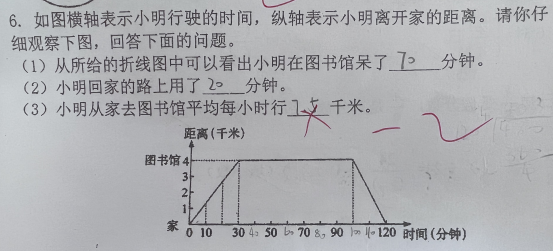 6. 如图横轴表示小明行驶的时间，纵轴表示小明离开家的距离。请你仔
细观察下图，回答下面的问题。
（1）从所给的折线图中可以看出小明在图书馆呆了 70 分钟。
（2）小明回家的路上用了 20 分钟。
（3）小明从家去图书馆平均每小时行 7.5 千米。
距离（千米）
图书馆 4
3
2
1
家
0 10 30 40 50 60 70 80 90 100 110 120 时间（分钟）